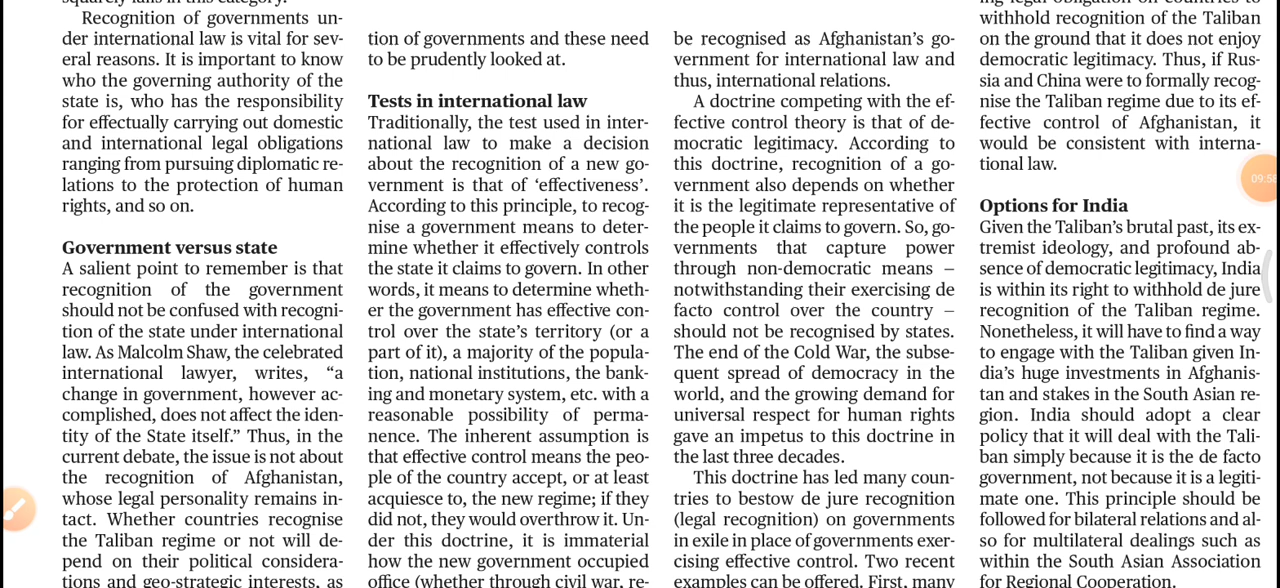 squarely falls in this category.
Recognition of governments un-
der international law is vital for sev-
eral reasons. It is important to know
who the governing authority of the
state is, who has the responsibility
for effectually carrying out domestic
and international legal obligations
ranging from pursuing diplomatic re-
lations to the protection of human
rights, and so on.
Government versus state
A salient point to remember is that
recognition of the government
should not be confused with recogni-
tion of the state under international
law. As Malcolm Shaw, the celebrated
international lawyer, writes, “a
change in government, however ac-
complished, does not affect the iden-
tity of the State itself.” Thus, in the
current debate, the issue is not about
the recognition of Afghanistan,
whose legal personality remains in-
tact. Whether countries recognise
the Taliban regime or not will de-
pend on their political considera-
tions and geo-strategic interests, as
tion of governments and these need
to be prudently looked at.
Tests in international law
Traditionally, the test used in inter-
national law to make a decision
about the recognition of a new go-
vernment is that of ‘effectiveness’.
According to this principle, to recog-
nise a government means to deter-
mine whether it effectively controls
the state it claims to govern. In other
words, it means to determine wheth-
er the government has effective con-
trol over the state’s territory (or a
part of it), a majority of the popula-
tion, national institutions, the bank-
ing and monetary system, etc. with a
reasonable possibility of perma-
nence. The inherent assumption is
that effective control means the peo-
ple of the country accept, or at least
acquiesce to, the new regime; if they
did not, they would overthrow it. Un-
der this doctrine, it is immaterial
how the new government occupied
office (whether through civil war, re-
be recognised as Afghanistan’s go-
vernment for international law and
thus, international relations.
A doctrine competing with the ef-
fective control theory is that of de-
mocratic legitimacy. According to
this doctrine, recognition of a go-
vernment also depends on whether
it is the legitimate representative of
the people it claims to govern. So, go-
vernments that capture power
through non-democratic means –
notwithstanding their exercising de
facto control over the country –
should not be recognised by states.
The end of the Cold War, the subse-
quent spread of democracy in the
world, and the growing demand for
universal respect for human rights
gave an impetus to this doctrine in
the last three decades.
This doctrine has led many coun-
tries to bestow de jure recognition
(legal recognition) on governments
in exile in place of governments exer-
cising effective control. Two recent
examples can be offered. First, many
ing legal obligation on countries to
withhold recognition of the Taliban
on the ground that it does not enjoy
democratic legitimacy. Thus, if Rus-
sia and China were to formally recog-
nise the Taliban regime due to its ef-
fective control of Afghanistan, it
would be consistent with interna-
tional law.
Options for India
Given the Taliban’s brutal past, its ex-
tremist ideology, and profound ab-
sence of democratic legitimacy, India
is within its right to withhold de jure
recognition of the Taliban regime.
Nonetheless, it will have to find a way
to engage with the Taliban given In-
dia’s huge investments in Afghanis-
tan and stakes in the South Asian re-
gion. India should adopt a clear
policy that it will deal with the Tali-
ban simply because it is the de facto
government, not because it is a legiti-
mate one. This principle should be
followed for bilateral relations and al-
so for multilateral dealings such as
within the South Asian Association
for Regional Cooperation.
09:58